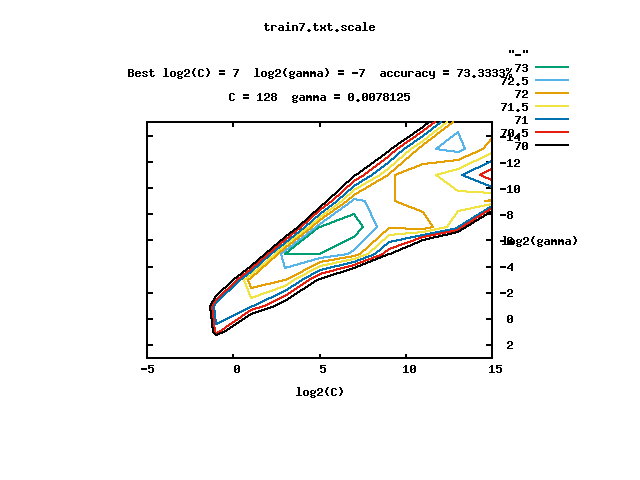 train7.txt.scale
"-"
Best log2(C) = 7  log2(gamma) = -7  accuracy = 73.3333%
73
72.5
C = 128  gamma = 0.0078125
72
71.5
71
70.5
70
-14
-12
-10
-8
-6
log2(gamma)
-4
-2
0
2
-5 0 5 10 15
log2(C)